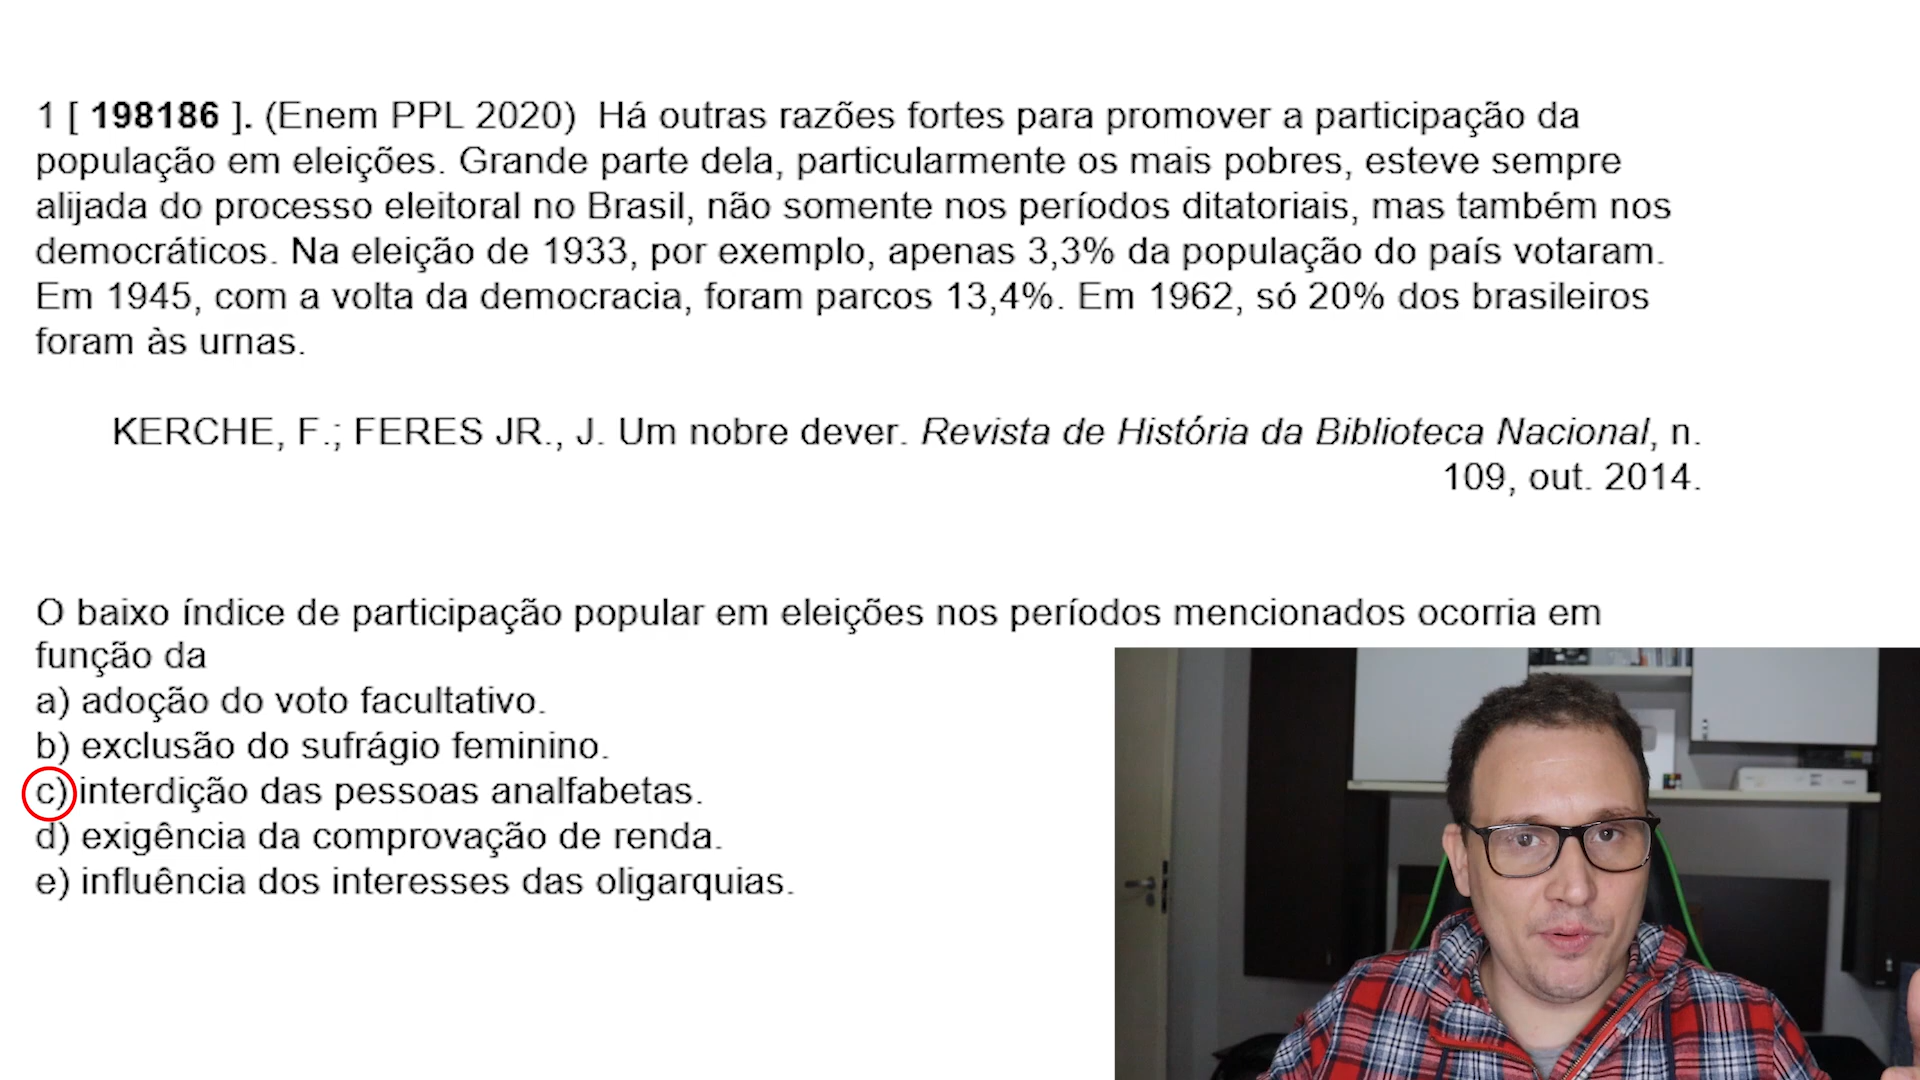 1 [ 198186 ]. (Enem PPL 2020)  Há outras razões fortes para promover a participação da
população em eleições. Grande parte dela, particularmente os mais pobres, esteve sempre
alijada do processo eleitoral no Brasil, não somente nos períodos ditatoriais, mas também nos
democráticos. Na eleição de 1933, por exemplo, apenas 3,3% da população do país votaram.
Em 1945, com a volta da democracia, foram parcos 13,4%. Em 1962, só 20% dos brasileiros
foram às urnas.
KERCHE, F.; FERES JR., J. Um nobre dever. Revista de História da Biblioteca Nacional, n.
109, out. 2014.
O baixo índice de participação popular em eleições nos períodos mencionados ocorria em
função da
a) adoção do voto facultativo.
b) exclusão do sufrágio feminino.
c) interdição das pessoas analfabetas.
d) exigência da comprovação de renda.
e) influência dos interesses das oligarquias.